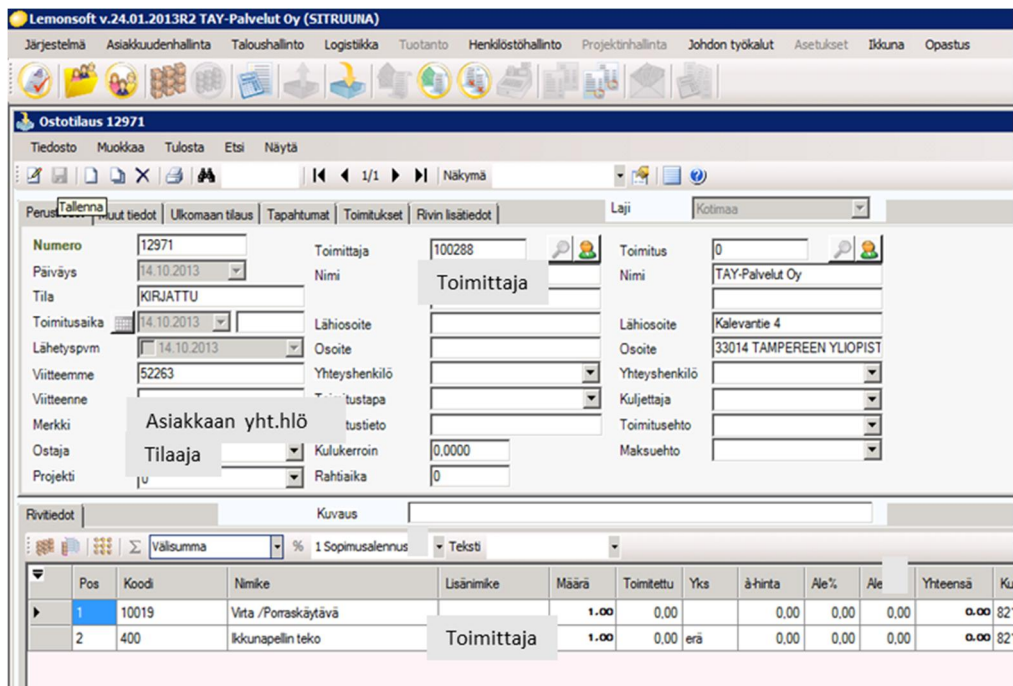 Lemonsoft v.24.01.2013R2 TAY-Palvelut Oy (SITRUUNA)
Järjestelmä Asiakkuudenhallinta Taloushallinto Logistiikka Tuotanto Henkilöstöhallinto Projektinhallinta Johdon työkalut Asetukset Ikkuna Opastus
Ostotilaus 12971
Tiedosto Muokkaa Tulosta Etsi Näytä
1/1 Näkymä
Tallenna
Muut tiedot Ulkomaan tilaus Tapahtumat Toimitukset Rivin lisätiedot Laji Kotimaa
Numero 12971 Toimittaja 100288 Toimitus 0
Päiväys 14.10.2013 Nimi Toimittaja Nimi TAY-Palvelut Oy
Tila KIRJATTU
Toimitusaika 14.10.2013 Lähiosoite Lähiosoite Kalevantie 4
Lähetyspvm 14.10.2013 Osoite Osoite 33014 TAMPEREEN YLIOPIST
Viitteemme 52263 Yhteyshenkilö Yhteyshenkilö
Viitteenne Kuljettaja
Merkki Asiakkaan yht.hlö Toimitusehto
Ostaja Tilaaja Kulukerroin 0,0000 Maksuehto
Projekti 0 Rahtiaika 0
Rivitiedot Kuvaus
Σ Välisumma % 1 Sopimusalennus Teksti
Pos Koodi Nimike Lisänimike Määrä Toimitettu Yks à-hinta Ale% Ale Yhteensä Ku
1 10019 Virta /Porraskäytävä 1.00 0,00 0,00 0,00 0,00 0.00 821
2 400 Ikkunapellin teko Toimittaja 1.00 0,00 erä 0,00 0,00 0,00 0.00 821